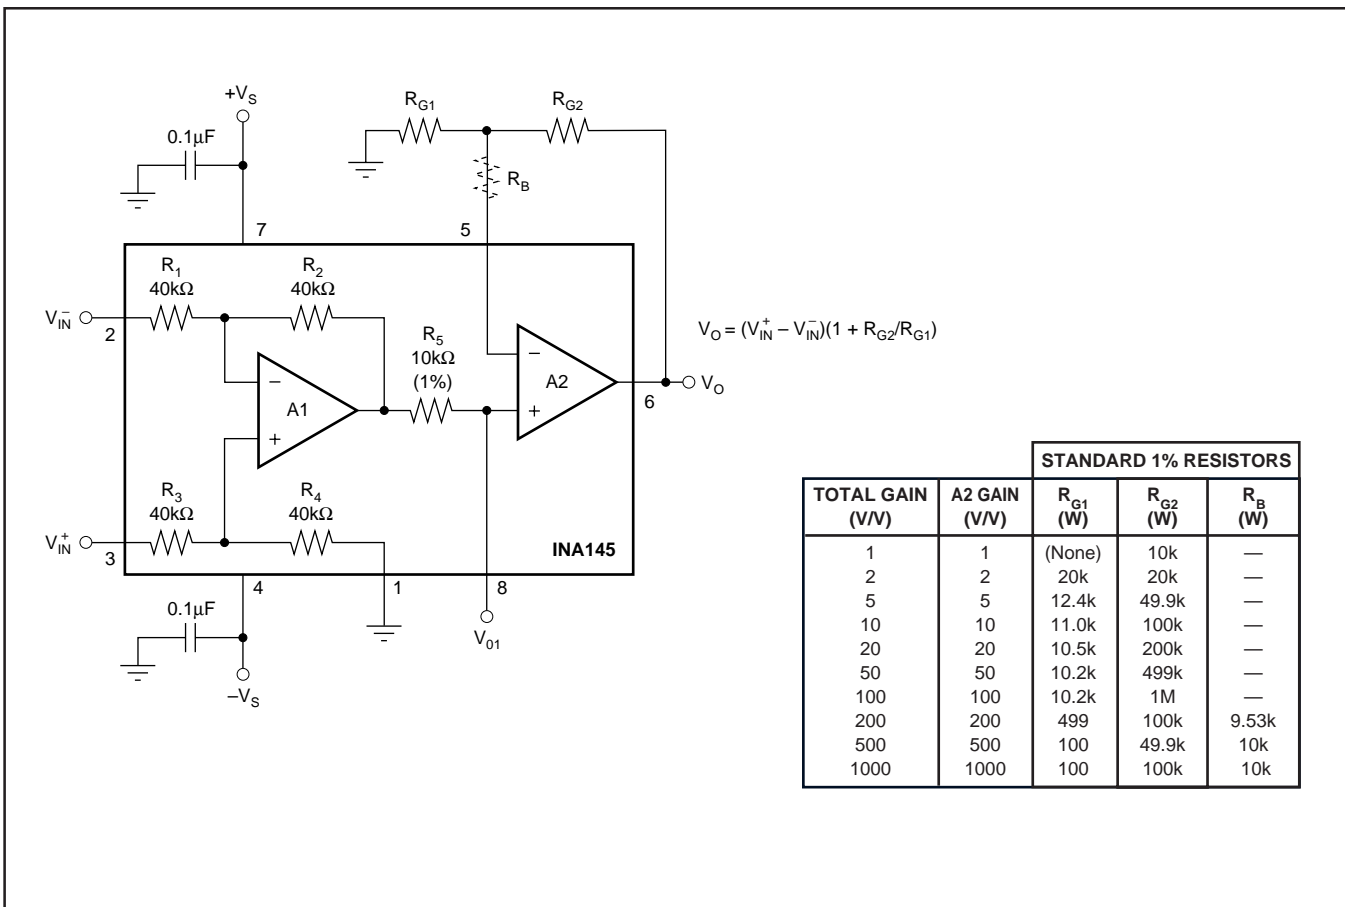 +V_S
0.1µF
R_G1
R_G2
R_B
7
5
R_1
40kΩ
R_2
40kΩ
V_IN^–
2
R_5
10kΩ
(1%)
–
A1
+
–
A2
+
V_O = (V_IN^+ – V_IN^–)(1 + R_G2/R_G1)
V_O
6
R_3
40kΩ
R_4
40kΩ
V_IN^+
3
INA145
4
1
8
0.1µF
V_01
–V_S
STANDARD 1% RESISTORS
TOTAL GAIN (V/V) A2 GAIN (V/V) R_G1 (W) R_G2 (W) R_B (W)
1 1 (None) 10k —
2 2 20k 20k —
5 5 12.4k 49.9k —
10 10 11.0k 100k —
20 20 10.5k 200k —
50 50 10.2k 499k —
100 100 10.2k 1M —
200 200 499 100k 9.53k
500 500 100 49.9k 10k
1000 1000 100 100k 10k